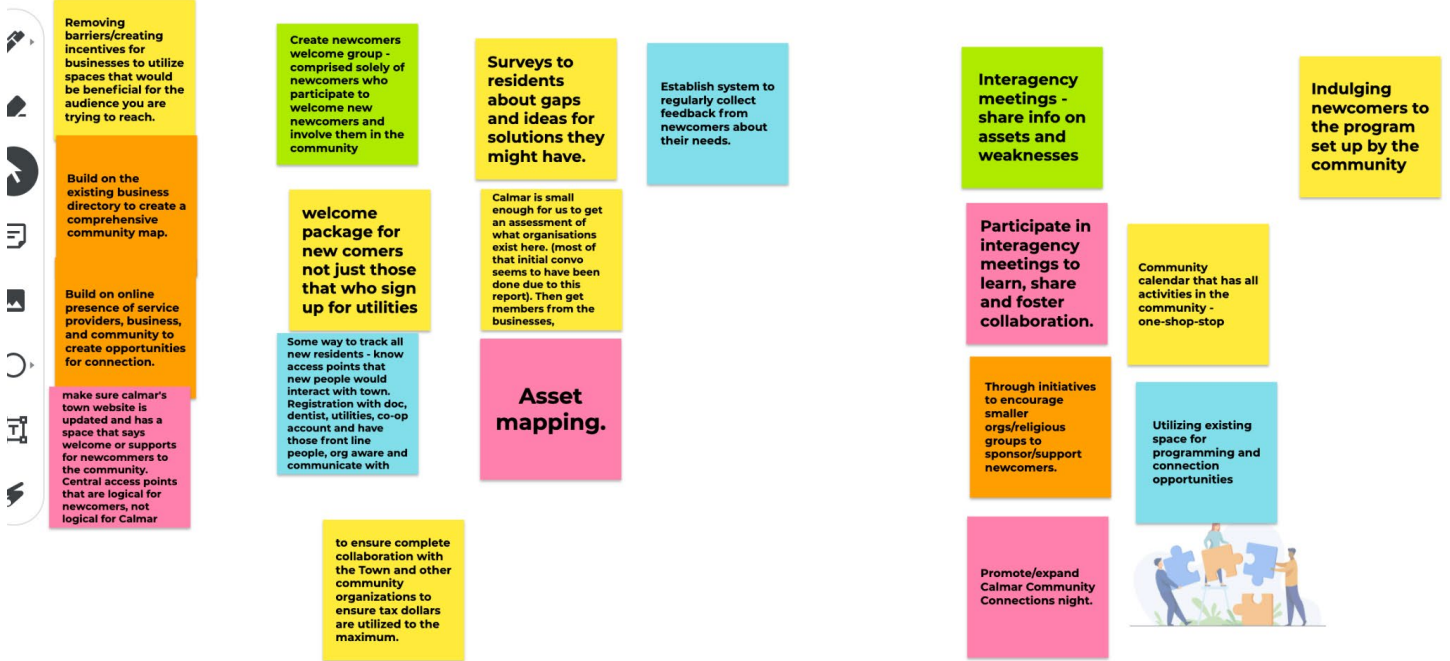 Removing
barriers/creating
incentives for
businesses to utilize
spaces that would
be beneficial for the
audience you are
trying to reach.
Build on the
existing business
directory to create a
comprehensive
community map.
Build on online
presence of service
providers, business,
and community to
create opportunities
for connection.
make sure calmar's
town website is
updated and has a
space that says
welcome or supports
for newcommers to
the community.
Central access points
that are logical for
newcomers, not
logical for Calmar
Create newcomers
welcome group -
comprised solely of
newcomers who
participate to
welcome new
newcomers and
involve them in the
community
welcome
package for
new comers
not just those
that who sign
up for utilities
Some way to track all
new residents - know
access points that
new people would
interact with town.
Registration with doc,
dentist, utilities, co-op
account and have
those front line
people, org aware and
communicate with
to ensure complete
collaboration with
the Town and other
community
organizations to
ensure tax dollars
are utilized to the
maximum.
Surveys to
residents
about gaps
and ideas for
solutions they
might have.
Calmar is small
enough for us to get
an assessment of
what organisations
exist here. (most of
that initial convo
seems to have been
done due to this
report). Then get
members from the
businesses,
Asset
mapping.
Establish system to
regularly collect
feedback from
newcomers about
their needs.
Interagency
meetings -
share info on
assets and
weaknesses
Participate in
interagency
meetings to
learn, share
and foster
collaboration.
Through initiatives
to encourage
smaller
orgs/religious
groups to
sponsor/support
newcomers.
Promote/expand
Calmar Community
Connections night.
Community
calendar that has all
activities in the
community -
one-shop-stop
Utilizing existing
space for
programming and
connection
opportunities
Indulging
newcomers to
the program
set up by the
community